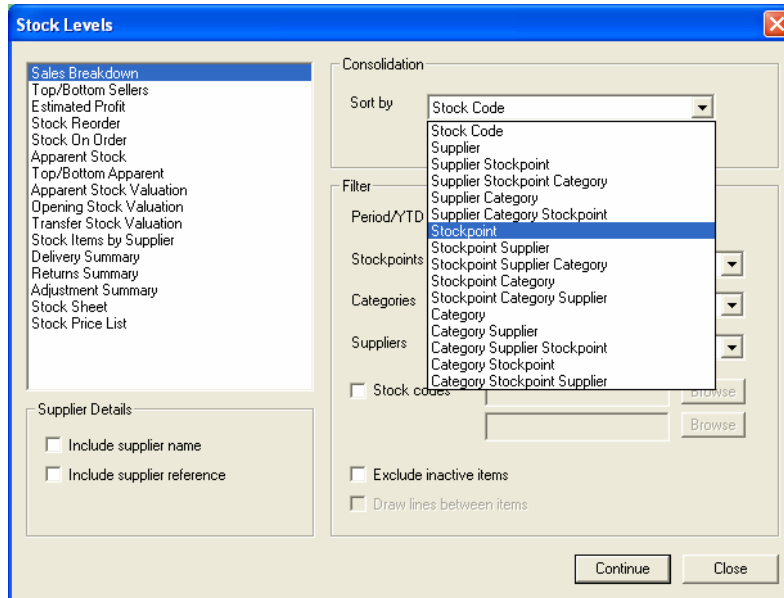 Stock Levels
Sales Breakdown
Top/Bottom Sellers
Estimated Profit
Stock Reorder
Stock On Order
Apparent Stock
Top/Bottom Apparent
Apparent Stock Valuation
Opening Stock Valuation
Transfer Stock Valuation
Stock Items by Supplier
Delivery Summary
Returns Summary
Adjustment Summary
Stock Sheet
Stock Price List
Supplier Details
Include supplier name
Include supplier reference
Consolidation
Sort by
Stock Code
Stock Code
Supplier
Supplier Stockpoint
Supplier Stockpoint Category
Supplier Category
Supplier Category Stockpoint
Stockpoint
Stockpoint Supplier
Stockpoint Supplier Category
Stockpoint Category
Stockpoint Category Supplier
Category
Category Supplier
Category Supplier Stockpoint
Category Stockpoint
Category Stockpoint Supplier
Filter
Period/YTD
Stockpoints
Categories
Suppliers
Stock codes
Browse
Browse
Exclude inactive items
Draw lines between items
Continue
Close